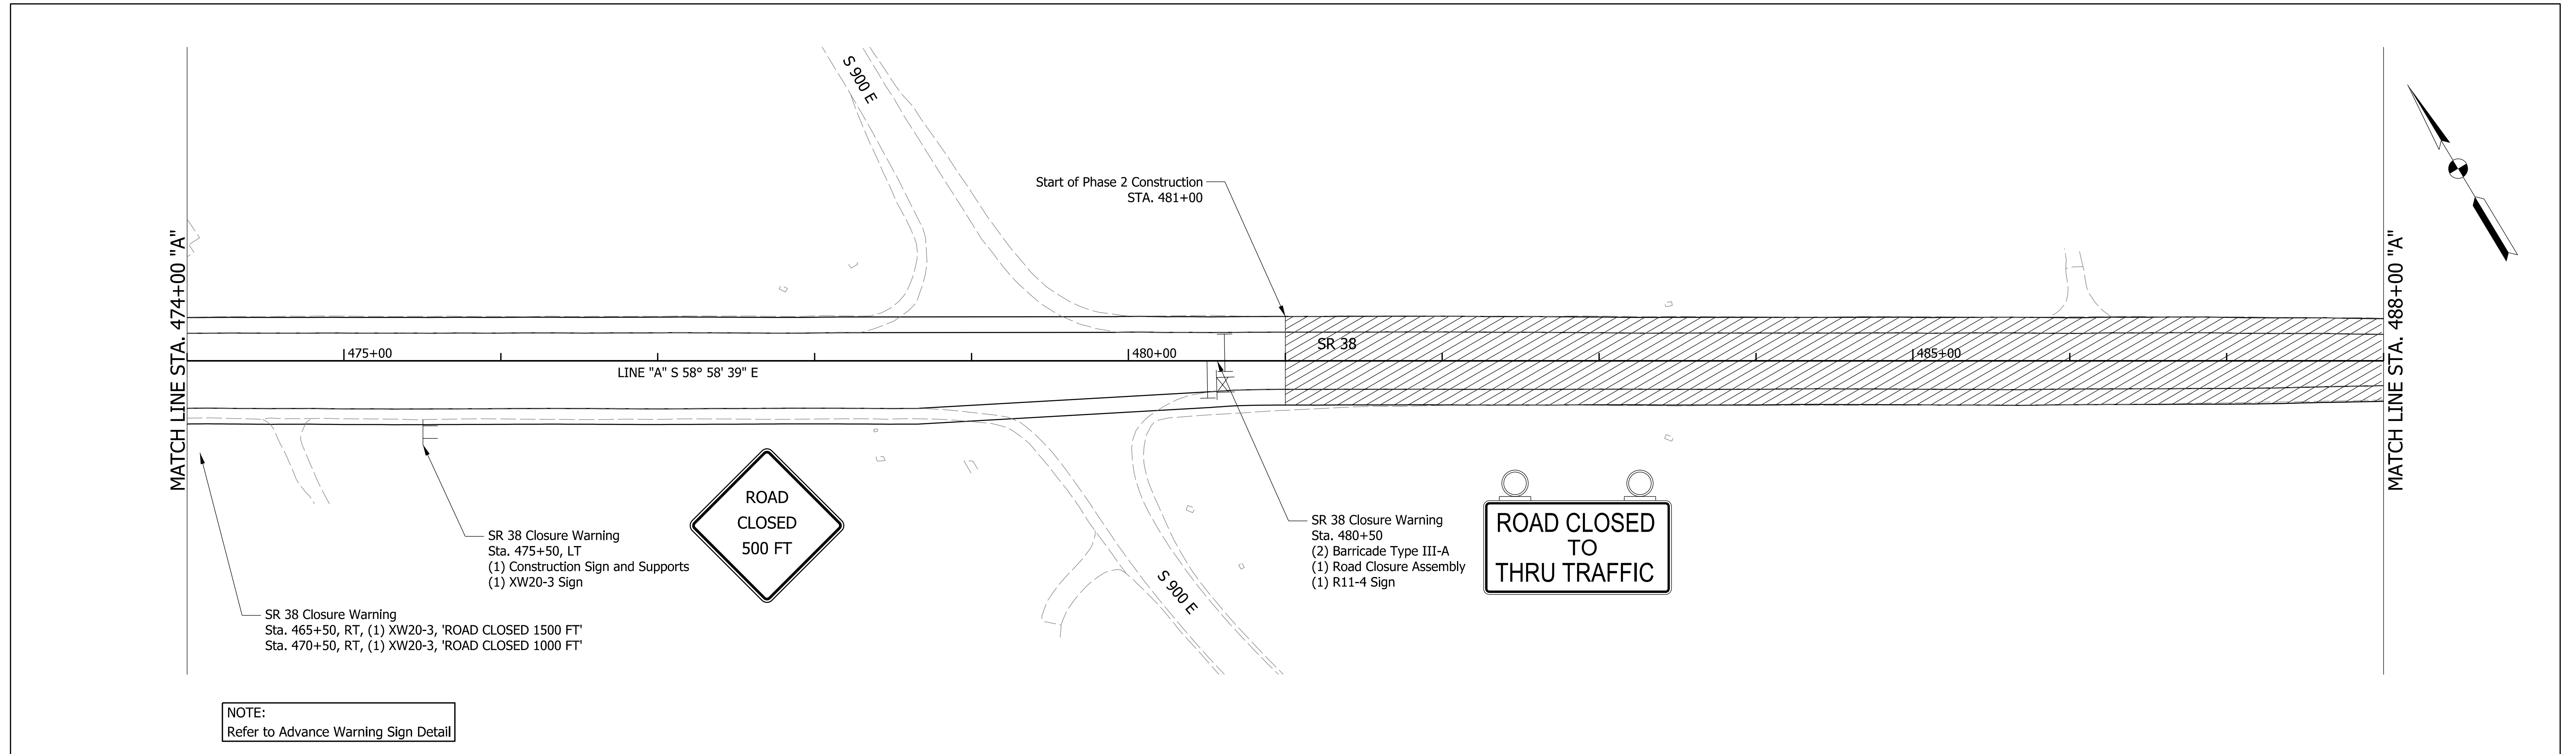 S 900 E
Start of Phase 2 Construction
STA. 481+00
MATCH LINE STA. 474+00 "A"
MATCH LINE STA. 488+00 "A"
475+00
480+00
SR 38
485+00
LINE "A" S 58° 58' 39" E
ROAD
CLOSED
500 FT
SR 38 Closure Warning
Sta. 475+50, LT
(1) Construction Sign and Supports
(1) XW20-3 Sign
SR 38 Closure Warning
Sta. 480+50
(2) Barricade Type III-A
(1) Road Closure Assembly
(1) R11-4 Sign
ROAD CLOSED
TO
THRU TRAFFIC
S 900 E
SR 38 Closure Warning
Sta. 465+50, RT, (1) XW20-3, 'ROAD CLOSED 1500 FT'
Sta. 470+50, RT, (1) XW20-3, 'ROAD CLOSED 1000 FT'
NOTE:
Refer to Advance Warning Sign Detail